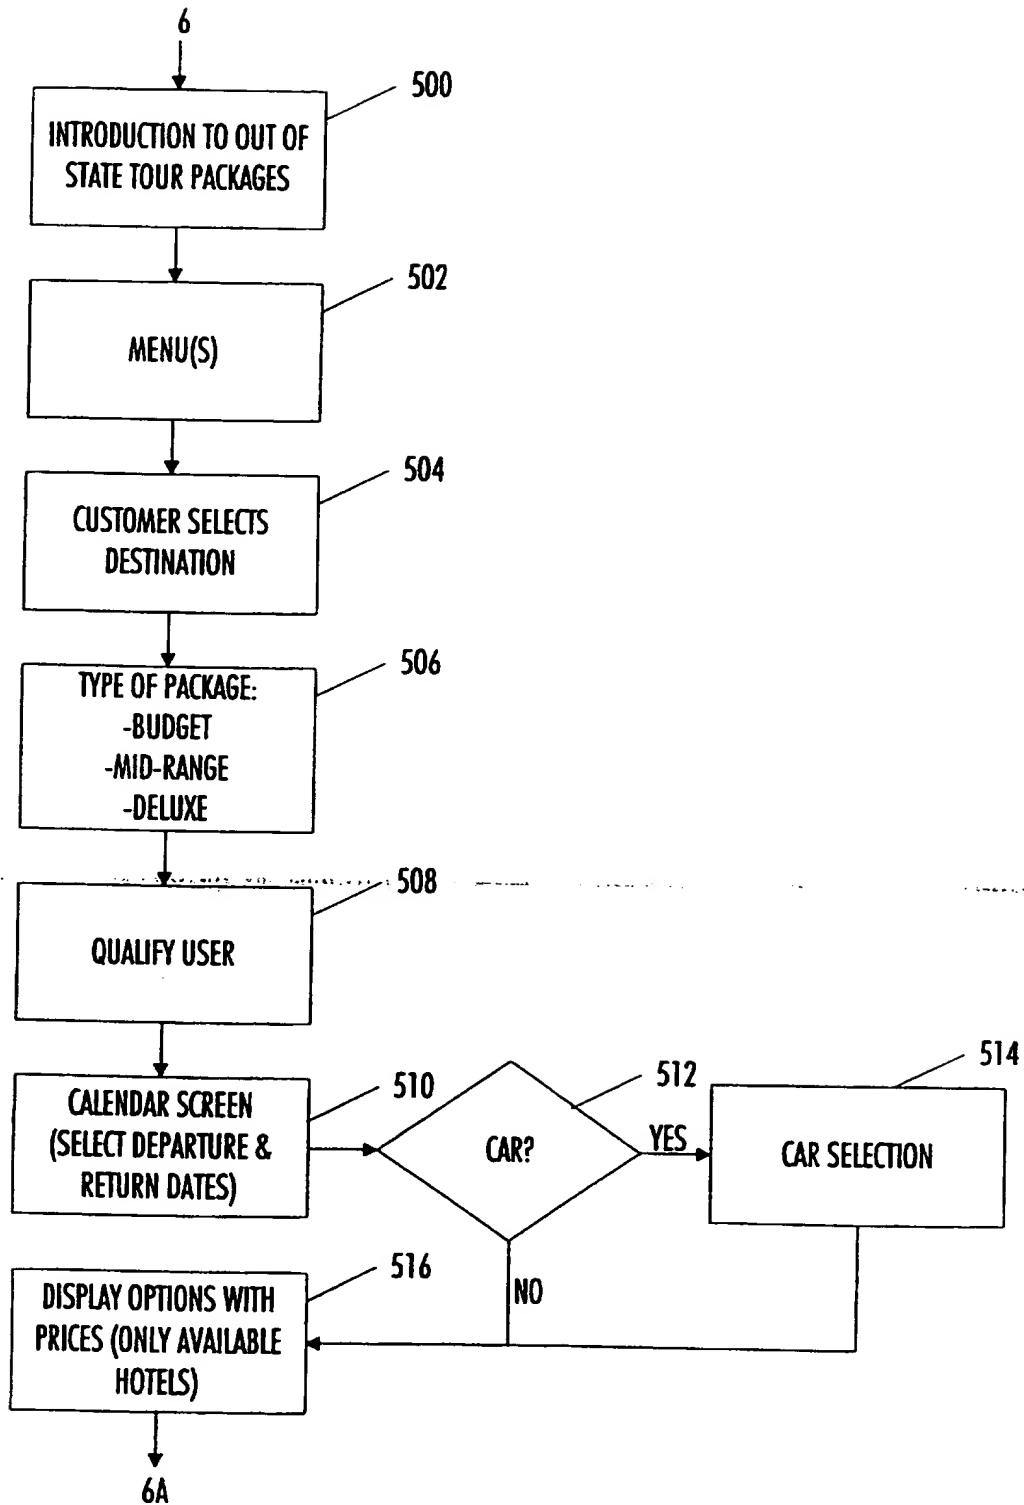 6
500
INTRODUCTION TO OUT OF
STATE TOUR PACKAGES
502
MENU(S)
504
CUSTOMER SELECTS
DESTINATION
506
TYPE OF PACKAGE:
-BUDGET
-MID-RANGE
-DELUXE
508
QUALIFY USER
510
CALENDAR SCREEN
(SELECT DEPARTURE &
RETURN DATES)
512
CAR?
YES
514
CAR SELECTION
NO
516
DISPLAY OPTIONS WITH
PRICES (ONLY AVAILABLE
HOTELS)
6A